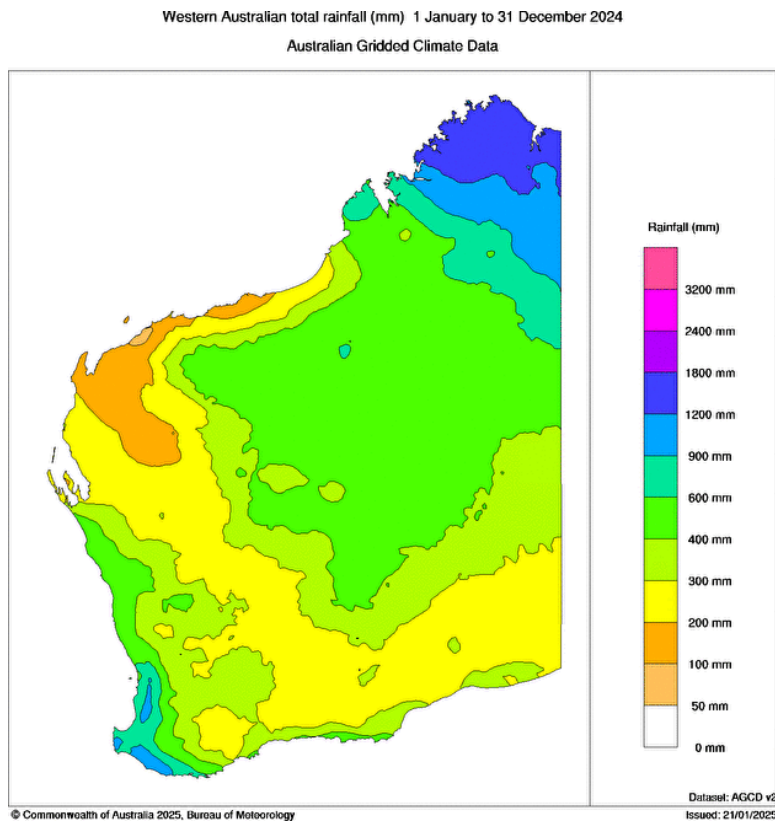 Western Australian total rainfall (mm)  1 January to 31 December 2024
Australian Gridded Climate Data
Rainfall (mm)
3200 mm
2400 mm
1800 mm
1200 mm
900 mm
600 mm
400 mm
300 mm
200 mm
100 mm
50 mm
0 mm
Dataset: AGCD v2
© Commonwealth of Australia 2025, Bureau of Meteorology
Issued: 21/01/2025